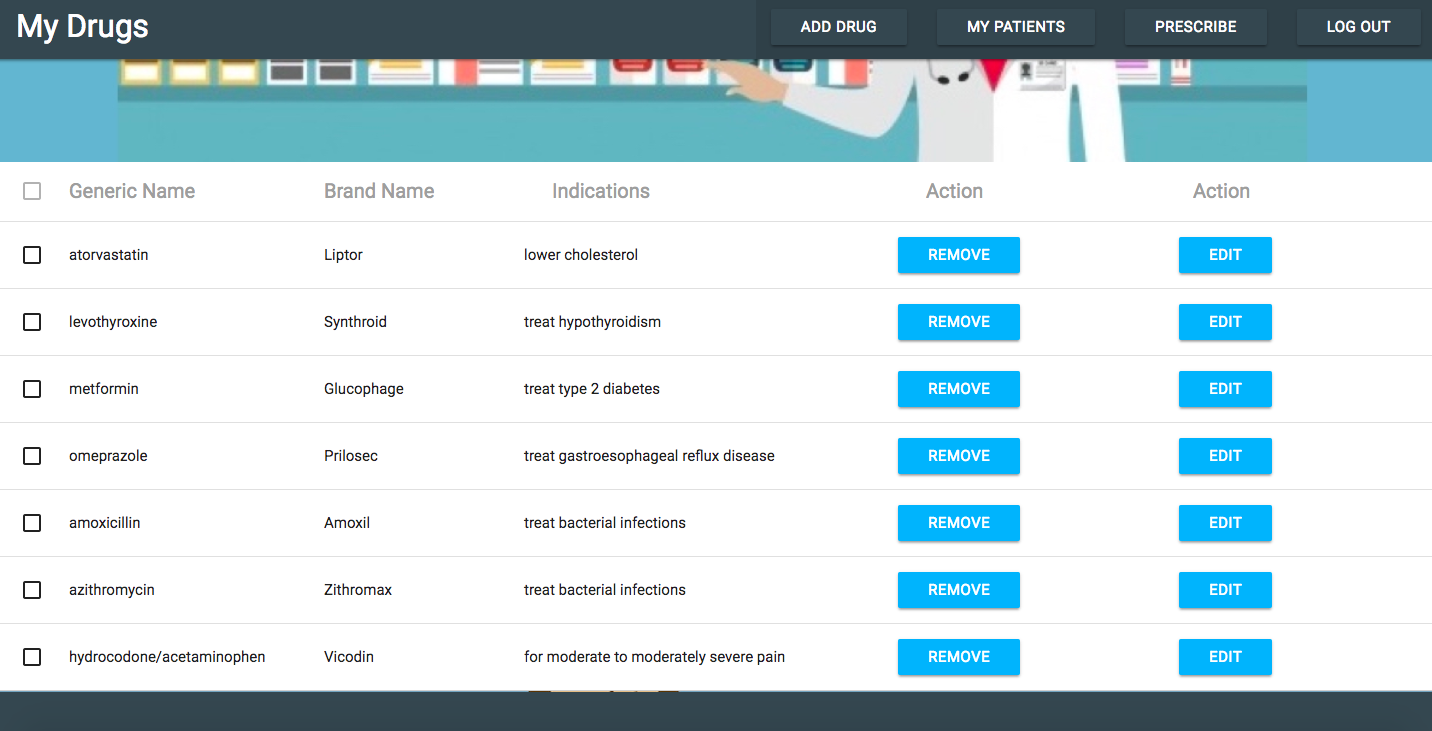 My Drugs ADD DRUG MY PATIENTS PRESCRIBE LOG OUT
Generic Name Brand Name Indications Action Action
atorvastatin Liptor lower cholesterol REMOVE EDIT
levothyroxine Synthroid treat hypothyroidism REMOVE EDIT
metformin Glucophage treat type 2 diabetes REMOVE EDIT
omeprazole Prilosec treat gastroesophageal reflux disease REMOVE EDIT
amoxicillin Amoxil treat bacterial infections REMOVE EDIT
azithromycin Zithromax treat bacterial infections REMOVE EDIT
hydrocodone/acetaminophen Vicodin for moderate to moderately severe pain REMOVE EDIT